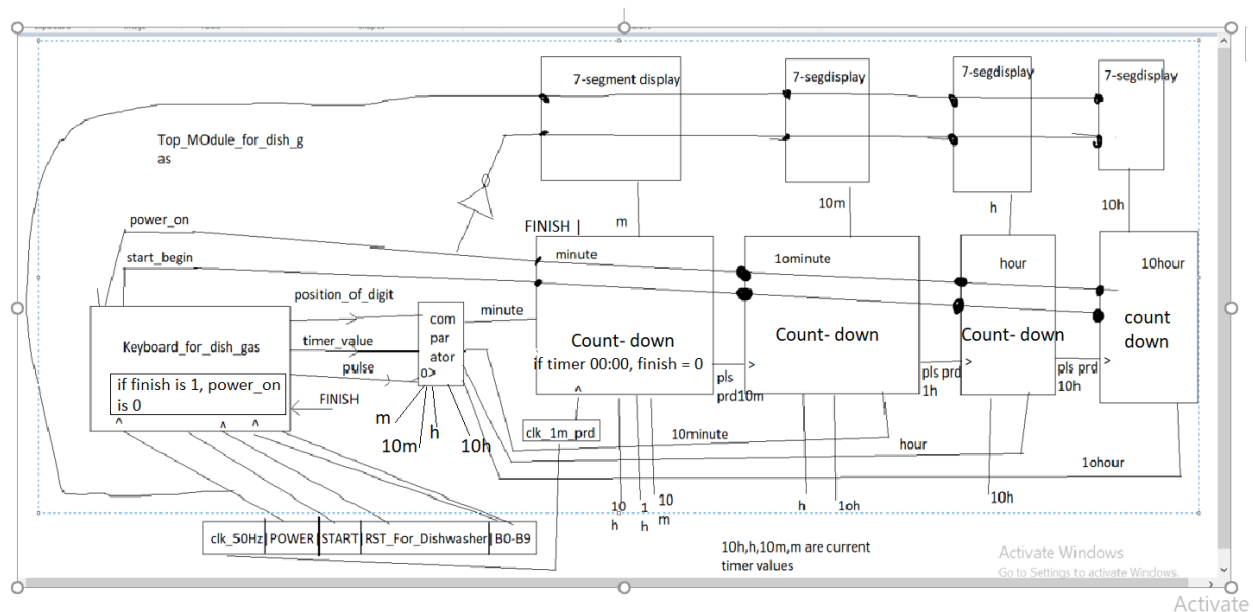 7-segment display
7-segdisplay
7-segdisplay
7-segdisplay
Top_MOdule_for_dish_g
as
power_on
FINISH |
m
10m
h
10h
start_begin
minute
1ominute
hour
10hour
position_of_digit
minute
com
par
ator
0>
Keyboard_for_dish_gas
timer_value
pulse
Count- down
if timer 00:00, finish = 0
Count- down
Count- down
count
down
if finish is 1, power_on
is 0
FINISH
pls
prd10m
>
pls prd
1h
>
pls prd
10h
>
^
^
^
^
m
10m
h
10h
clk_1m_prd
10minute
hour
1ohour
10
h
1
h
10
m
h
1oh
10h
clk_50Hz|POWER|START|RST_For_Dishwasher|B0-B9
10h,h,10m,m are current
timer values
Activate Windows
Go to Settings to activate Windows.
Activate